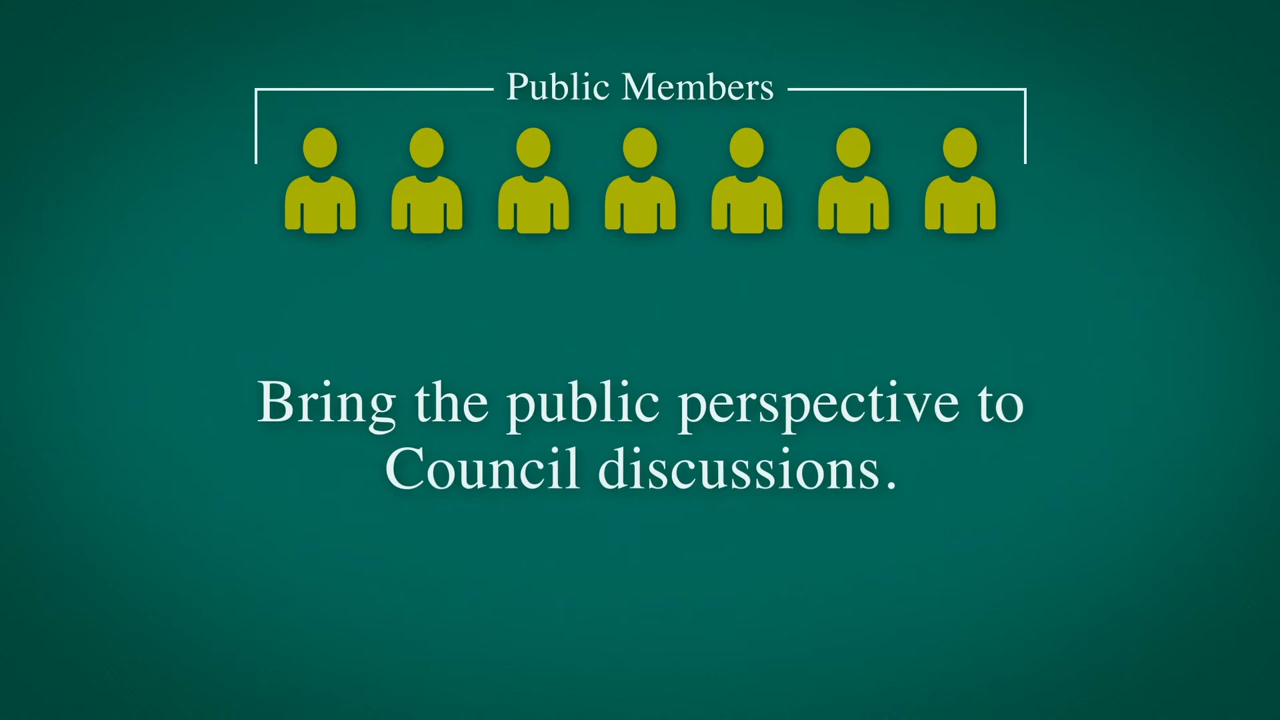 Public Members
Bring the public perspective to
Council discussions.